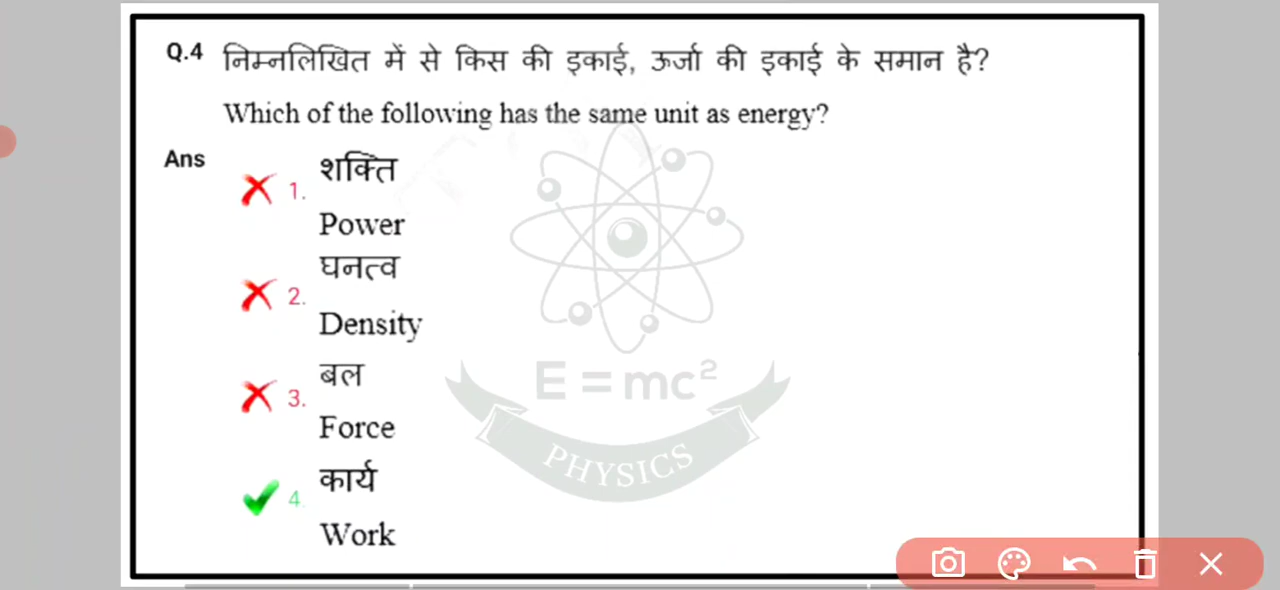 Q.4 निम्नलिखित में से किस की इकाई, ऊर्जा की इकाई के समान है?
Which of the following has the same unit as energy?
Ans
1. शक्ति
Power
2. घनत्व
Density
3. बल
Force
4. कार्य
Work
E = mc²
PHYSICS